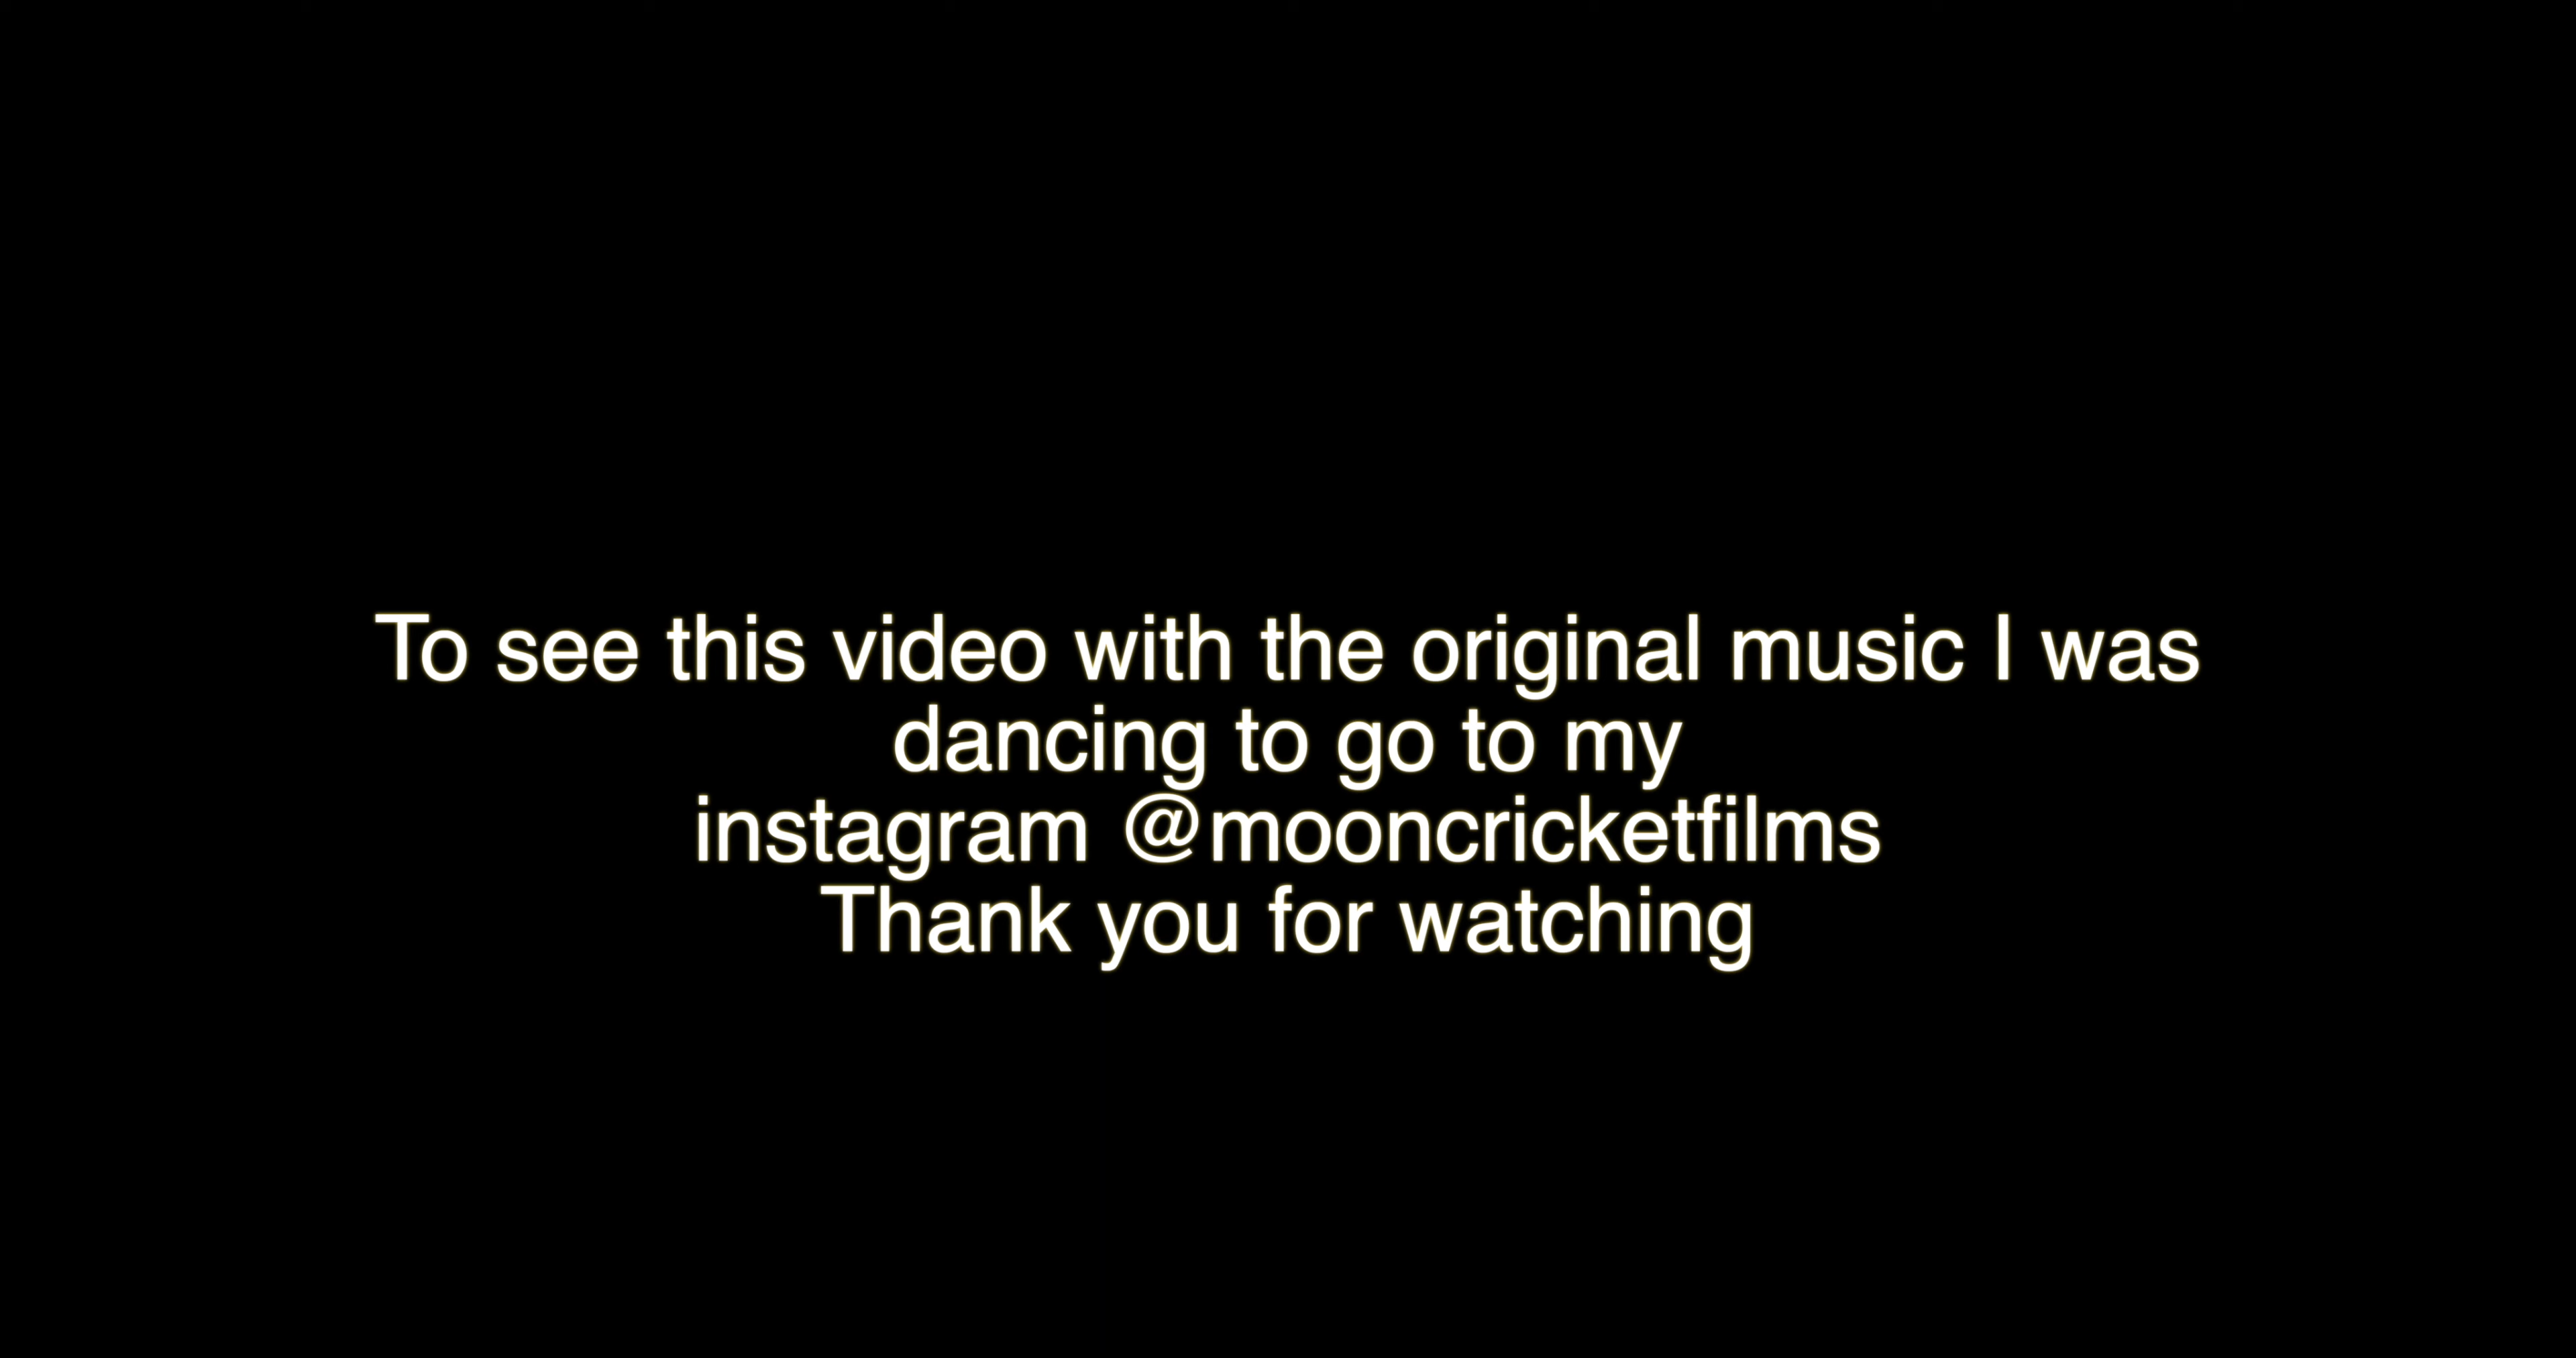 To see this video with the original music I was
dancing to go to my
instagram @mooncricketfilms
Thank you for watching